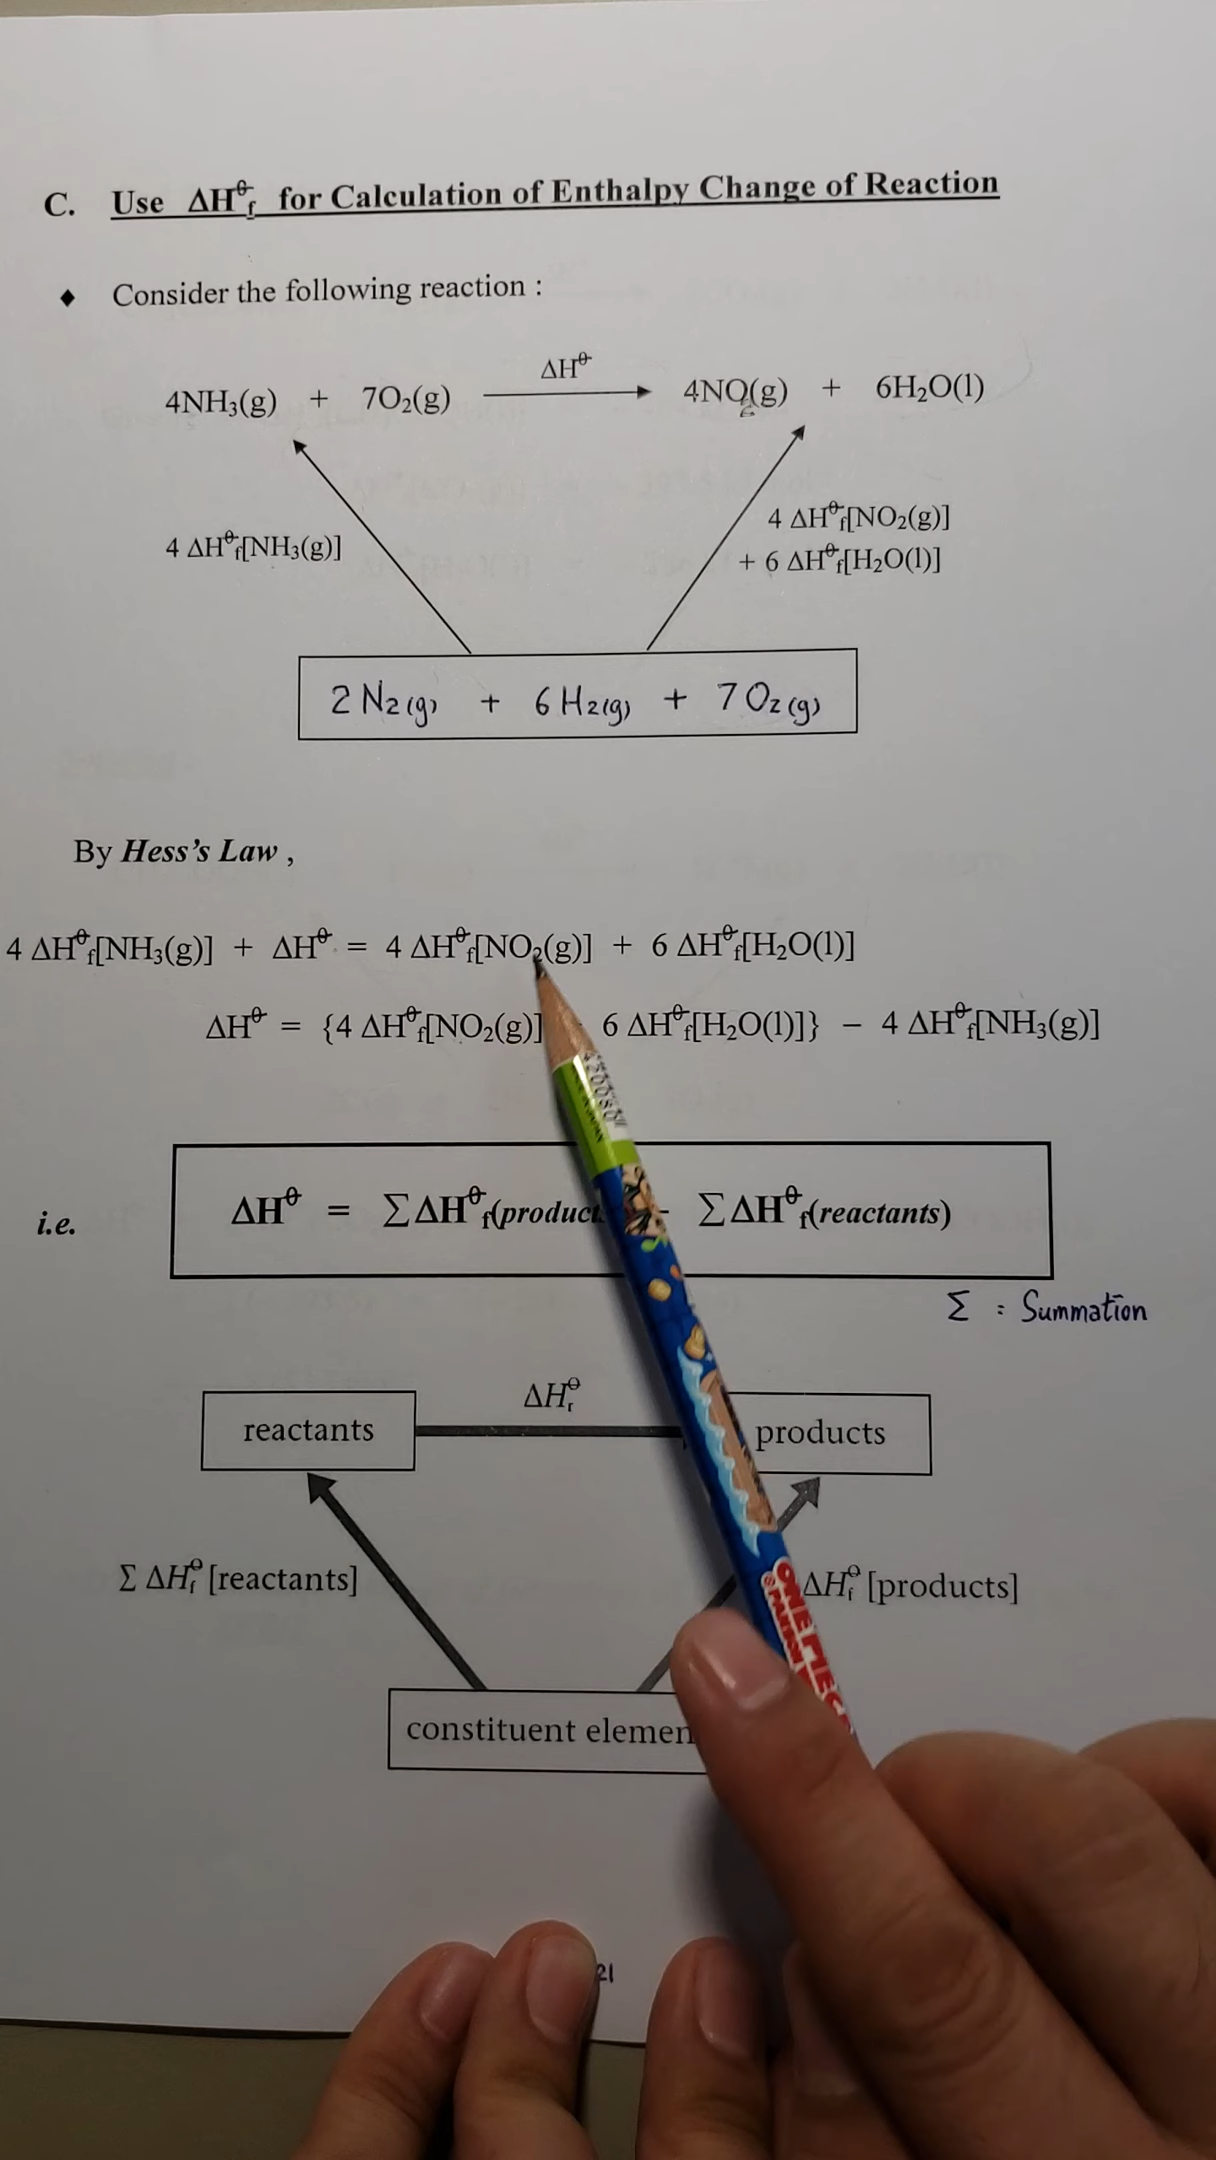 C. Use ΔH⁰f for Calculation of Enthalpy Change of Reaction
♦ Consider the following reaction :
ΔH⁰
4NH₃(g) + 7O₂(g) → 4NO₂(g) + 6H₂O(l)
4 ΔH⁰f[NH₃(g)]
4 ΔH⁰f[NO₂(g)]
+ 6 ΔH⁰f[H₂O(l)]
2 N₂(g) + 6 H₂(g) + 7 O₂(g)
By Hess's Law ,
4 ΔH⁰f[NH₃(g)] + ΔH⁰ = 4 ΔH⁰f[NO₂(g)] + 6 ΔH⁰f[H₂O(l)]
ΔH⁰ = {4 ΔH⁰f[NO₂(g)] 6 ΔH⁰f[H₂O(l)]} − 4 ΔH⁰f[NH₃(g)]
i.e. ΔH⁰ = ΣΔH⁰f(product - ΣΔH⁰f(reactants)
Σ : Summation
ΔH⁰r
reactants products
Σ ΔH⁰f [reactants] ΔH⁰f [products]
constituent elemen
ONE PIECE
21